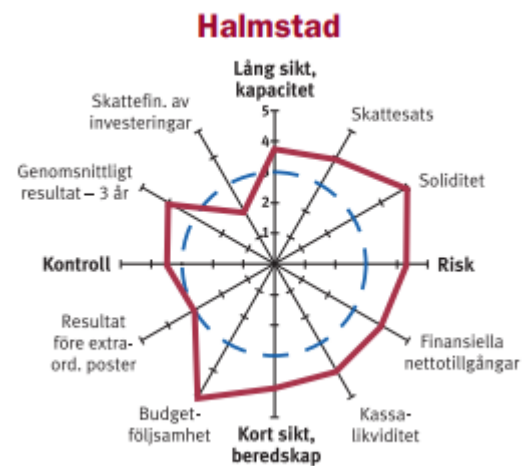 Halmstad
Lång sikt,
kapacitet
Skattefin. av
investeringar
Skattesats
5
4
3
2
1
Genomsnittligt
resultat – 3 år
Soliditet
Kontroll
Risk
Resultat
före extra-
ord. poster
Finansiella
nettotillgångar
Budget-
följsamhet
Kort sikt,
beredskap
Kassa-
likviditet